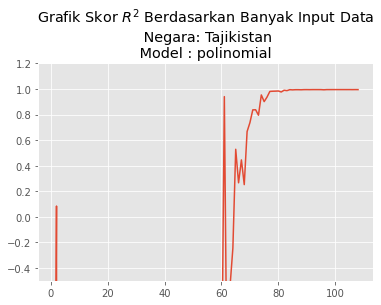 Grafik Skor R² Berdasarkan Banyak Input Data
Negara: Tajikistan
Model : polinomial
1.2
1.0
0.8
0.6
0.4
0.2
0.0
−0.2
−0.4
0 20 40 60 80 100